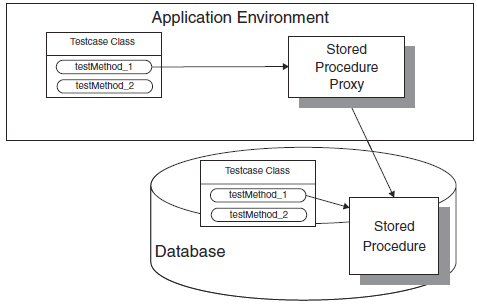 Application Environment
Testcase Class
testMethod_1
testMethod_2
Stored
Procedure
Proxy
Testcase Class
testMethod_1
testMethod_2
Stored
Procedure
Database